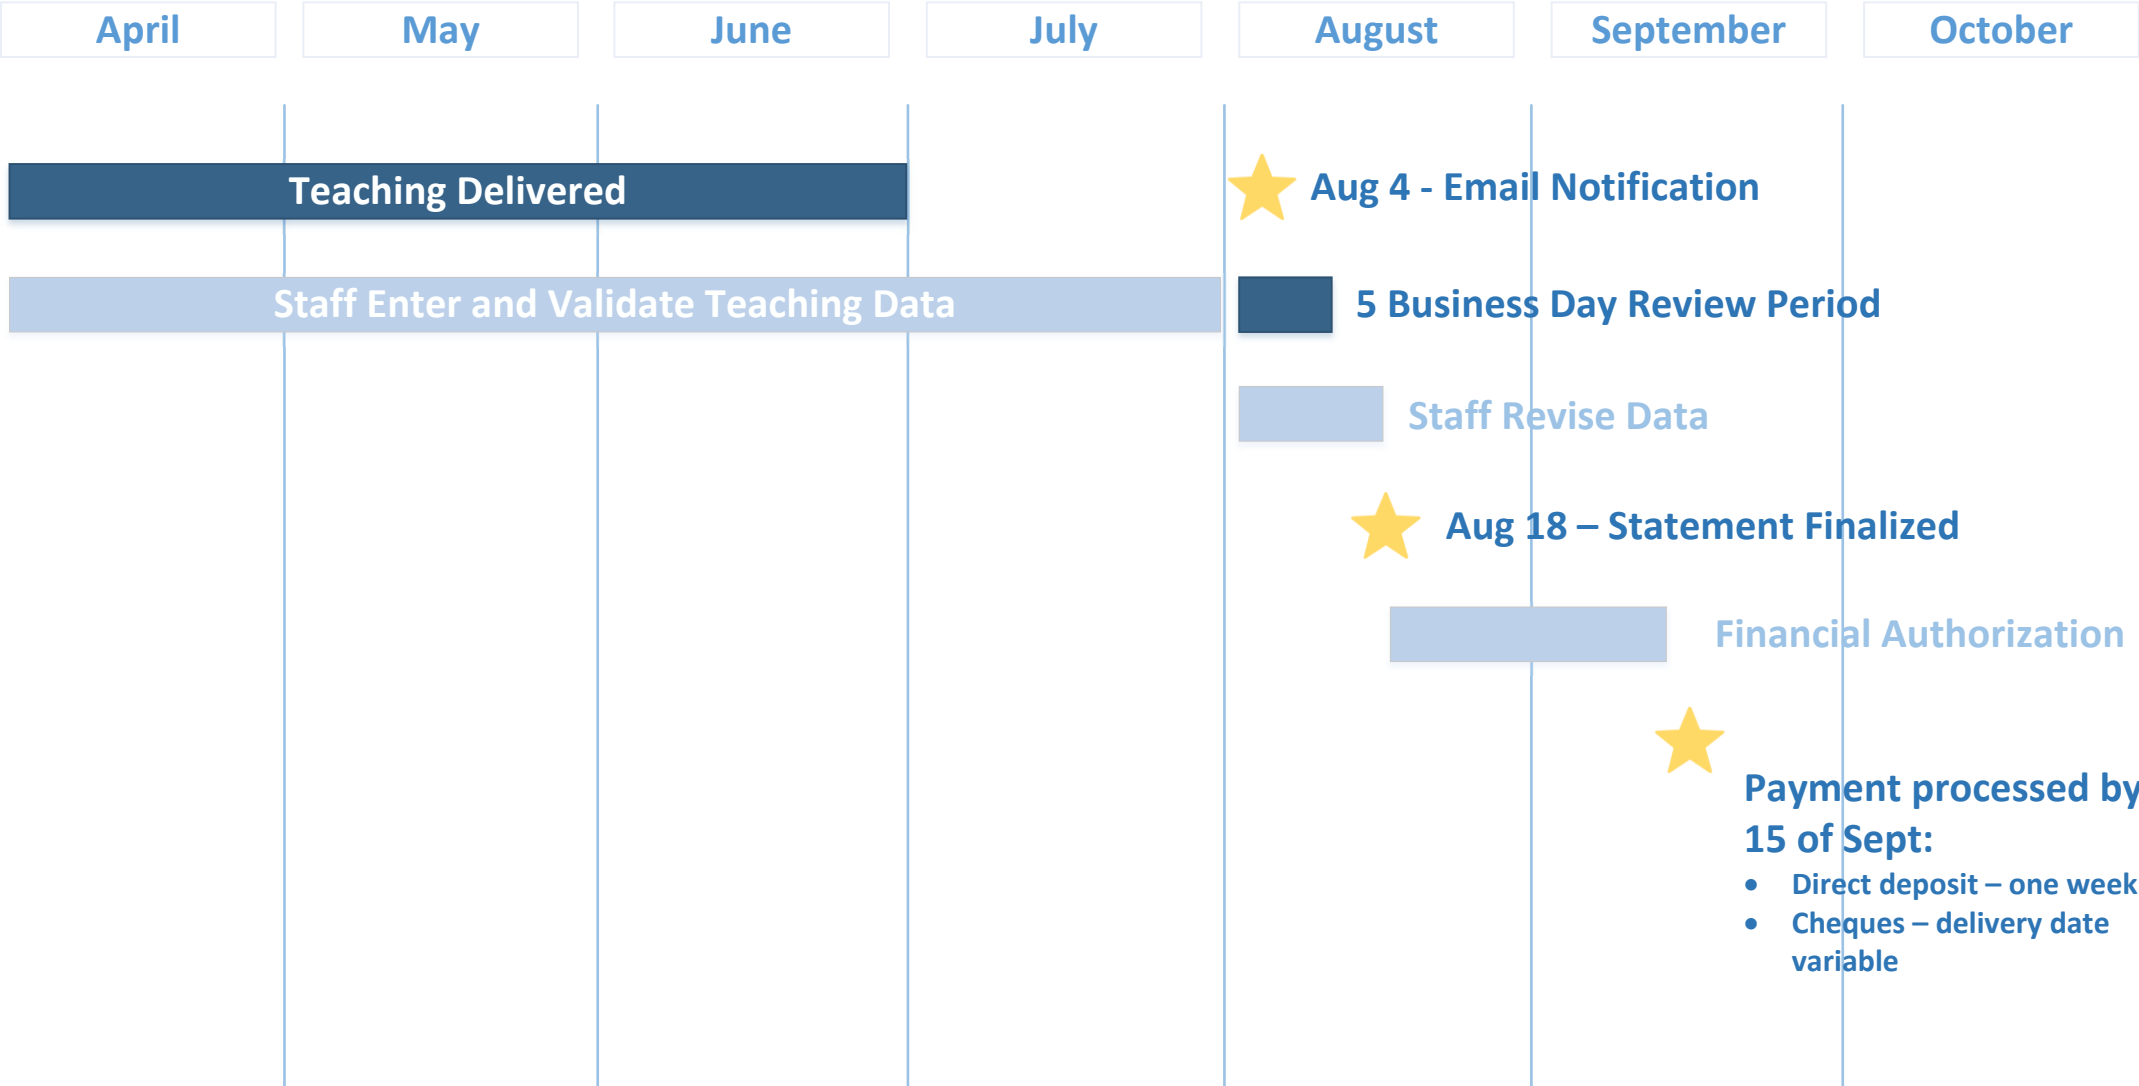 April May June July August September October
Teaching Delivered
Aug 4 - Email Notification
Staff Enter and Validate Teaching Data
5 Business Day Review Period
Staff Revise Data
Aug 18 – Statement Finalized
Financial Authorization
Payment processed by
15 of Sept:
• Direct deposit – one week
• Cheques – delivery date
variable